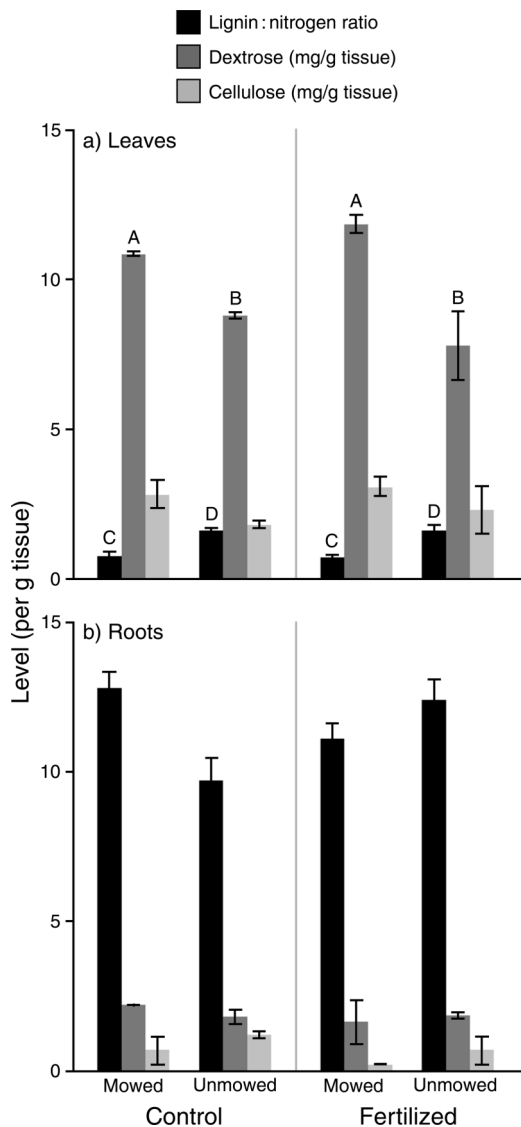 Lignin : nitrogen ratio
Dextrose (mg/g tissue)
Cellulose (mg/g tissue)
Level (per g tissue)
a) Leaves
15
10
5
0
A
B
A
B
C
D
C
D
b) Roots
15
10
5
0
Mowed Unmowed Mowed Unmowed
Control Fertilized